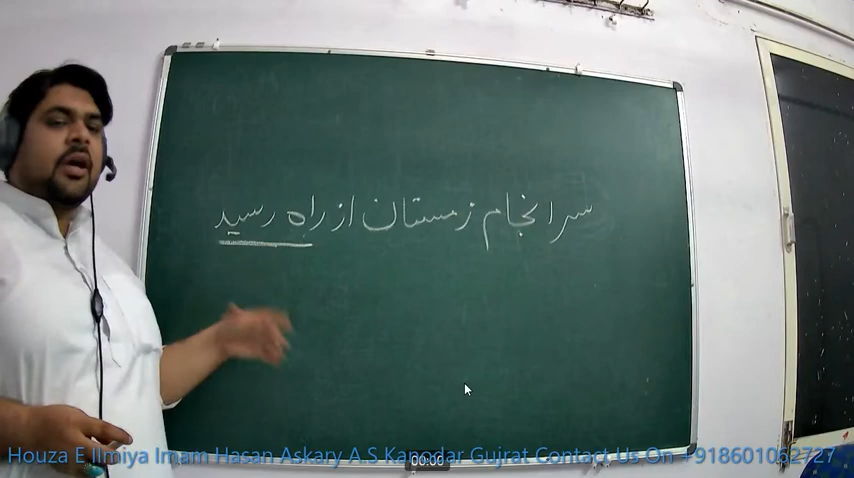 سرانجام زمستان از راه رسید
Houza E Ilmiya Imam Hasan Askary A.S Kanodar Gujrat Contact Us On +918601062727
00:00